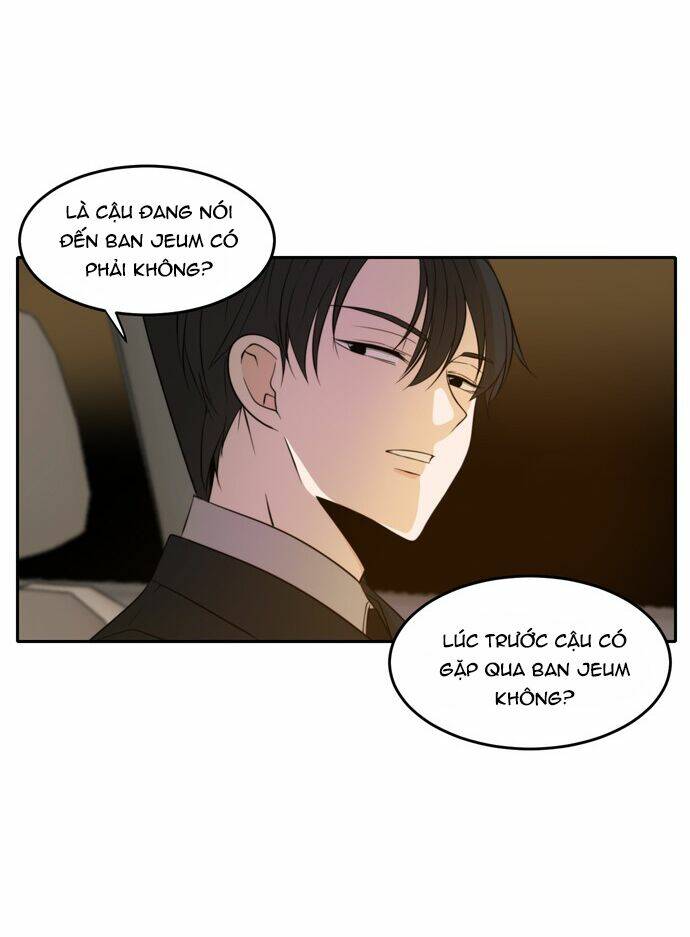 LÀ CẬU ĐANG NÓI
ĐẾN BAN JEUM CÓ
PHẢI KHÔNG?
LÚC TRƯỚC CẬU CÓ
GẶP QUA BAN JEUM
KHÔNG?